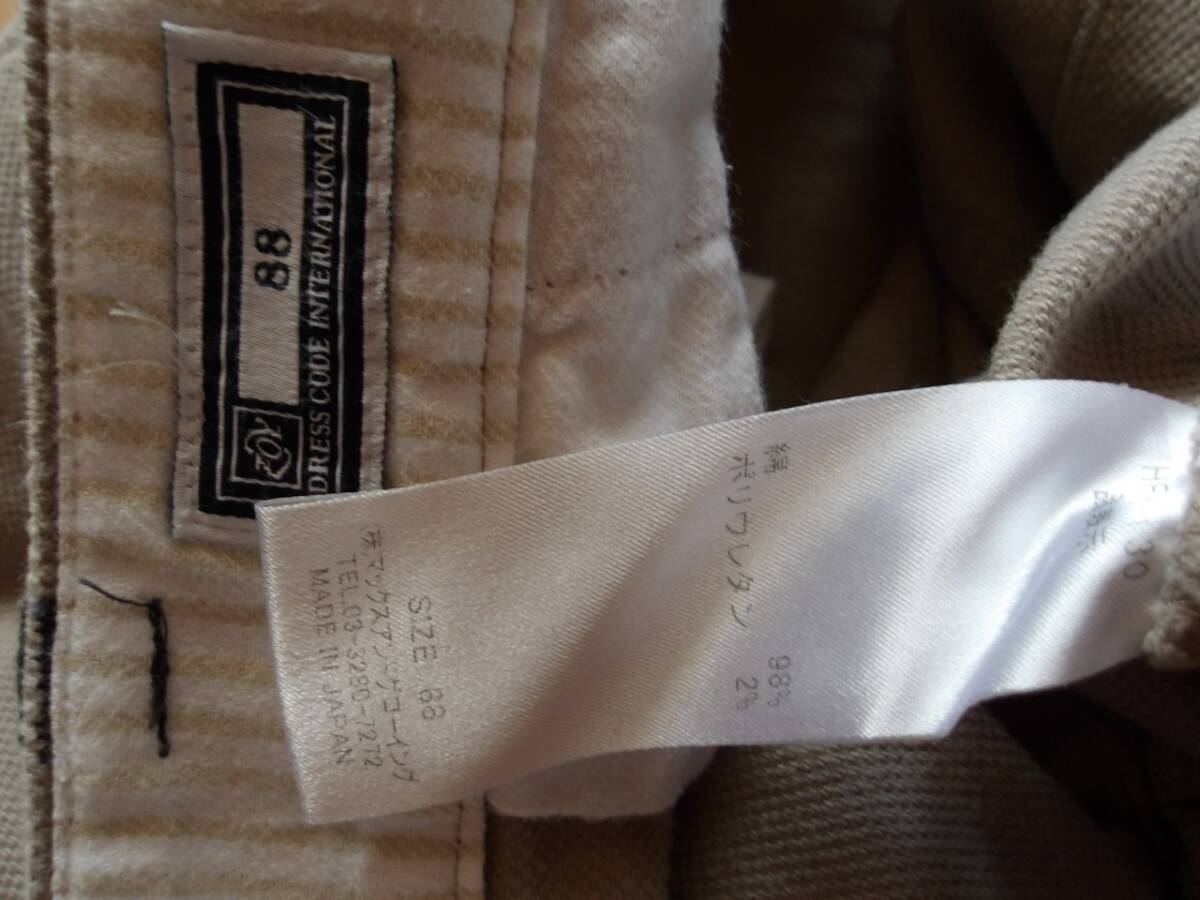 88
DRESS CODE INTERNATIONAL
綿 98%
ポリウレタン 2%
SIZE 88
TEL.03-3280-7272
MADE IN JAPAN